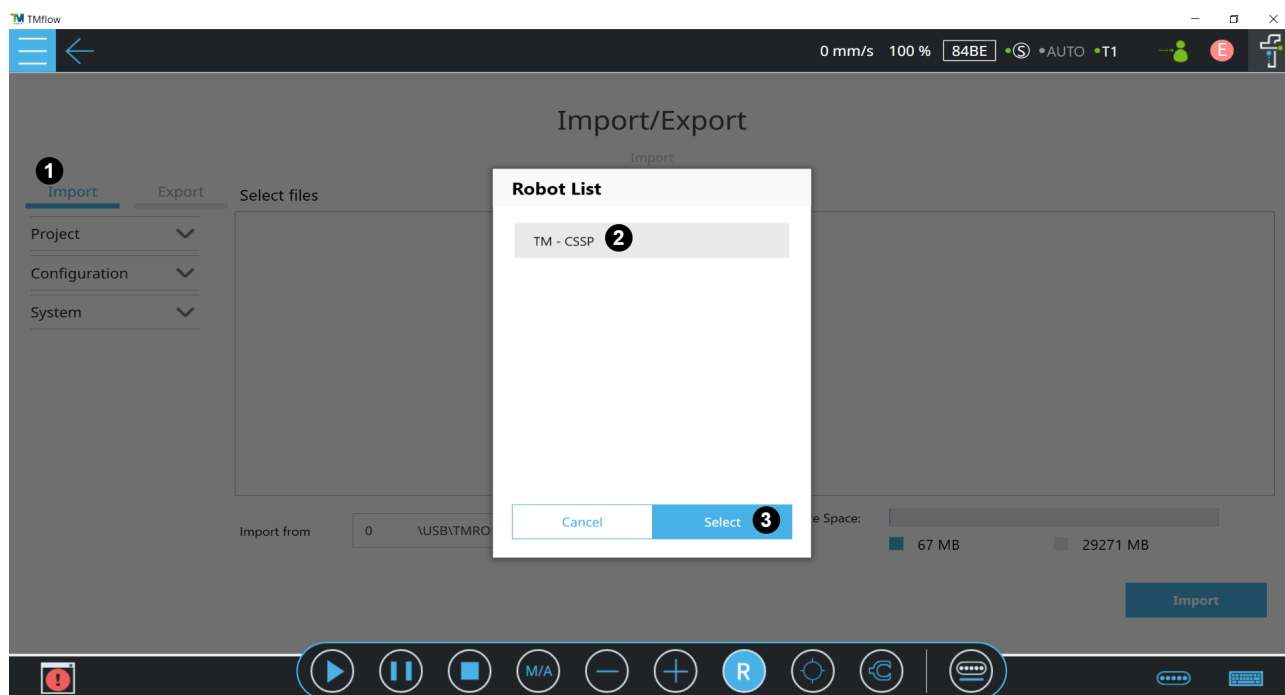 TM TMflow
0 mm/s 100 % 84BE S AUTO T1 E
Import/Export
Import
1
Import Export Select files
Robot List
TM - CSSP 2
Project
Configuration
System
Cancel Select 3
Import from 0 \USB\TMRO
e Space:
67 MB 29271 MB
Import
M/A R